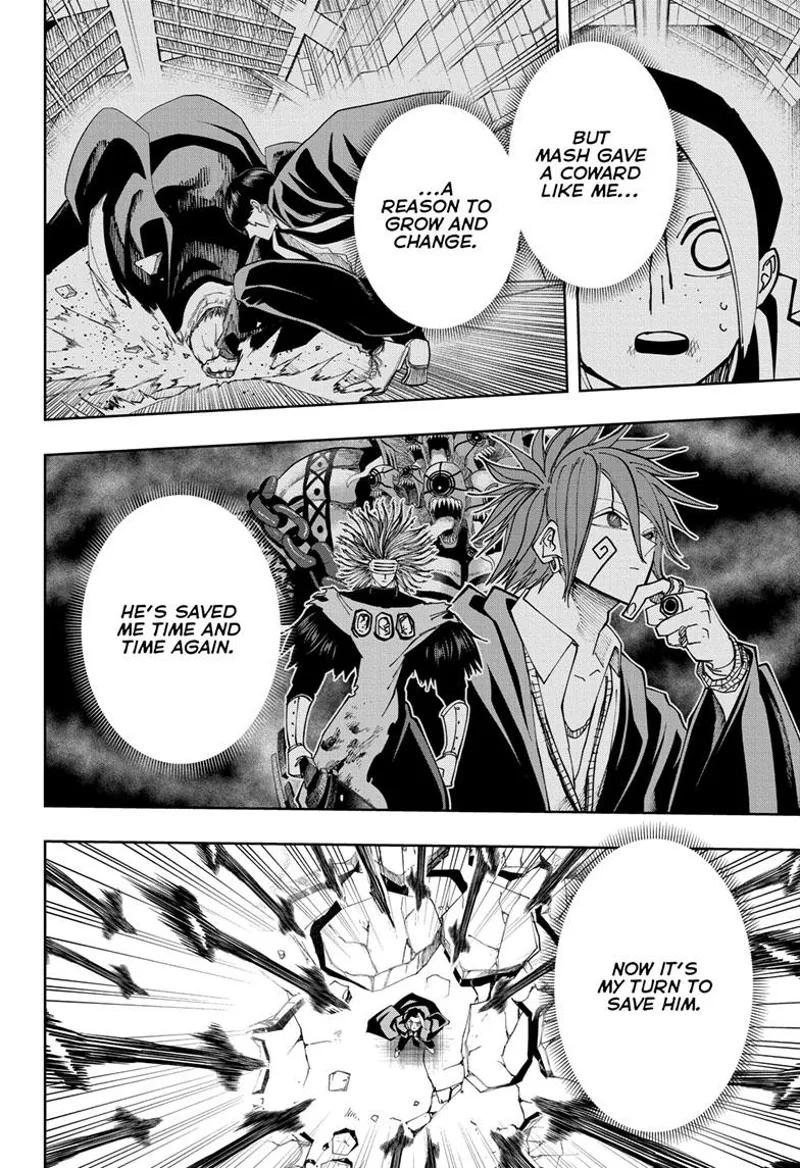 BUT
MASH GAVE
A COWARD
LIKE ME...
...A
REASON TO
GROW AND
CHANGE.
HE'S SAVED
ME TIME AND
TIME AGAIN.
NOW IT'S
MY TURN TO
SAVE HIM.